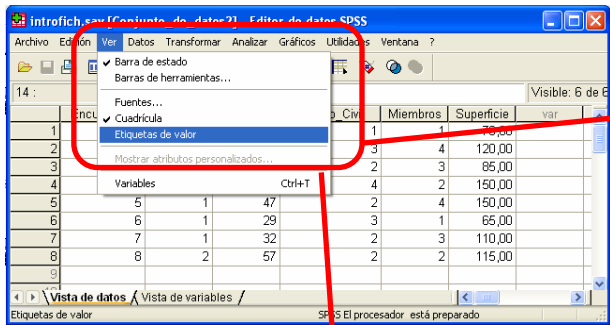 introfich.sav [Conjunto_de_datos2] - Editor de datos SPSS
Archivo Edición Ver Datos Transformar Analizar Gráficos Utilidades Ventana ?
Barra de estado
Barras de herramientas...
Fuentes...
Cuadrícula
Etiquetas de valor
Mostrar atributos personalizados...
Variables Ctrl+T
14 : Visible: 6 de 6
Encu o_Civil Miembros Superficie var
1 1 1 70,00
2 3 4 120,00
3 2 3 85,00
4 4 2 150,00
5 5 1 47 2 4 150,00
6 6 1 29 3 1 65,00
7 7 1 32 2 3 110,00
8 8 2 57 2 2 115,00
9
Vista de datos Vista de variables
Etiquetas de valor SPSS El procesador está preparado